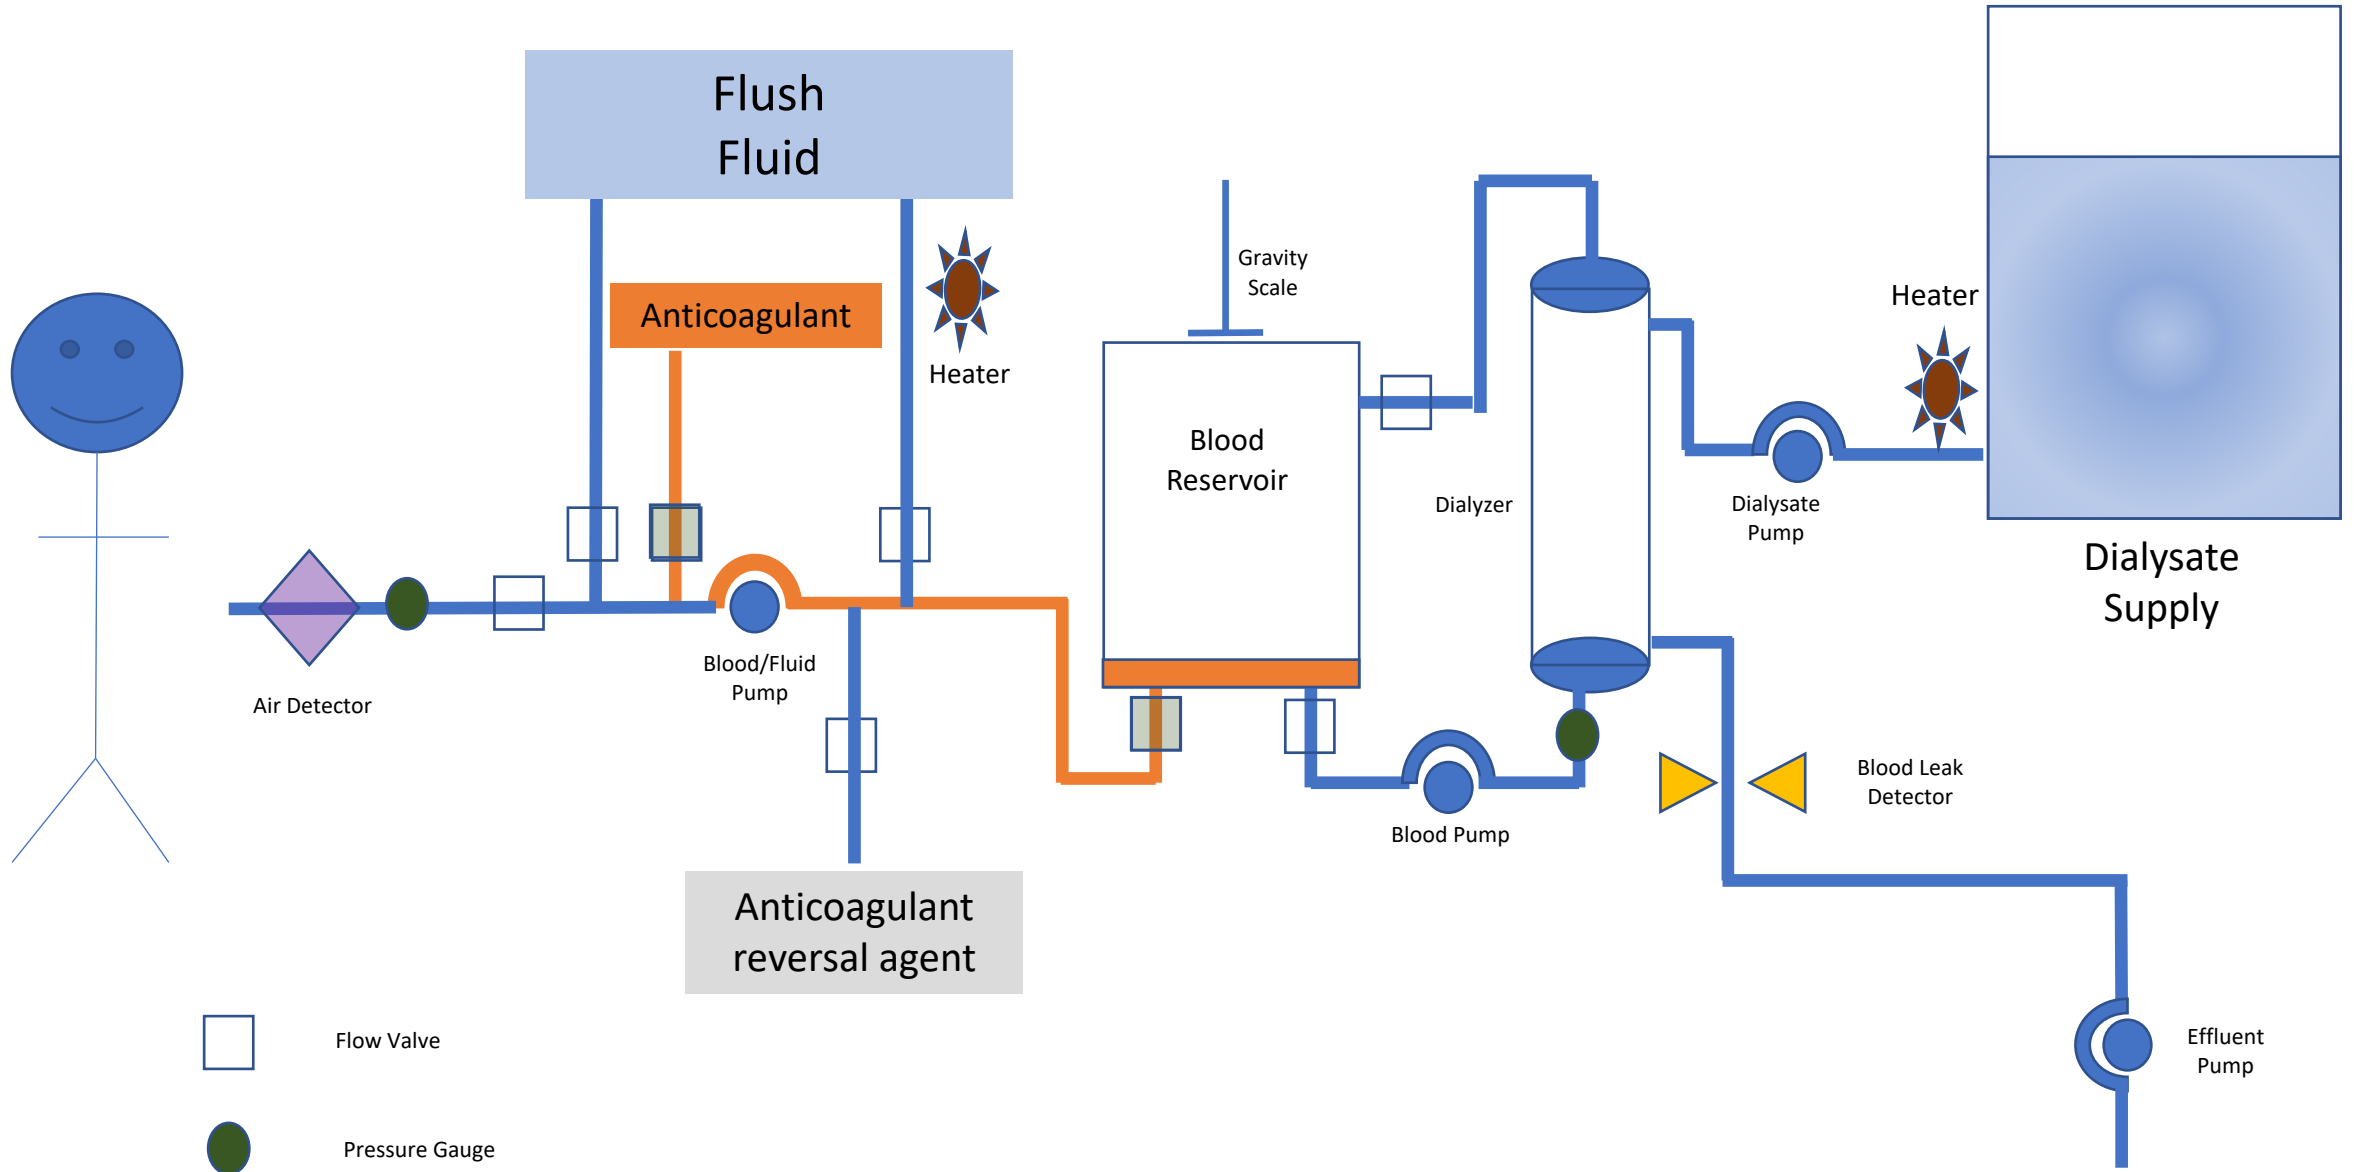 Flush
Fluid
Anticoagulant
Heater
Gravity
Scale
Blood
Reservoir
Dialyzer
Heater
Dialysate
Pump
Dialysate
Supply
Air Detector
Blood/Fluid
Pump
Blood Pump
Blood Leak
Detector
Anticoagulant
reversal agent
Flow Valve
Effluent
Pump
Pressure Gauge